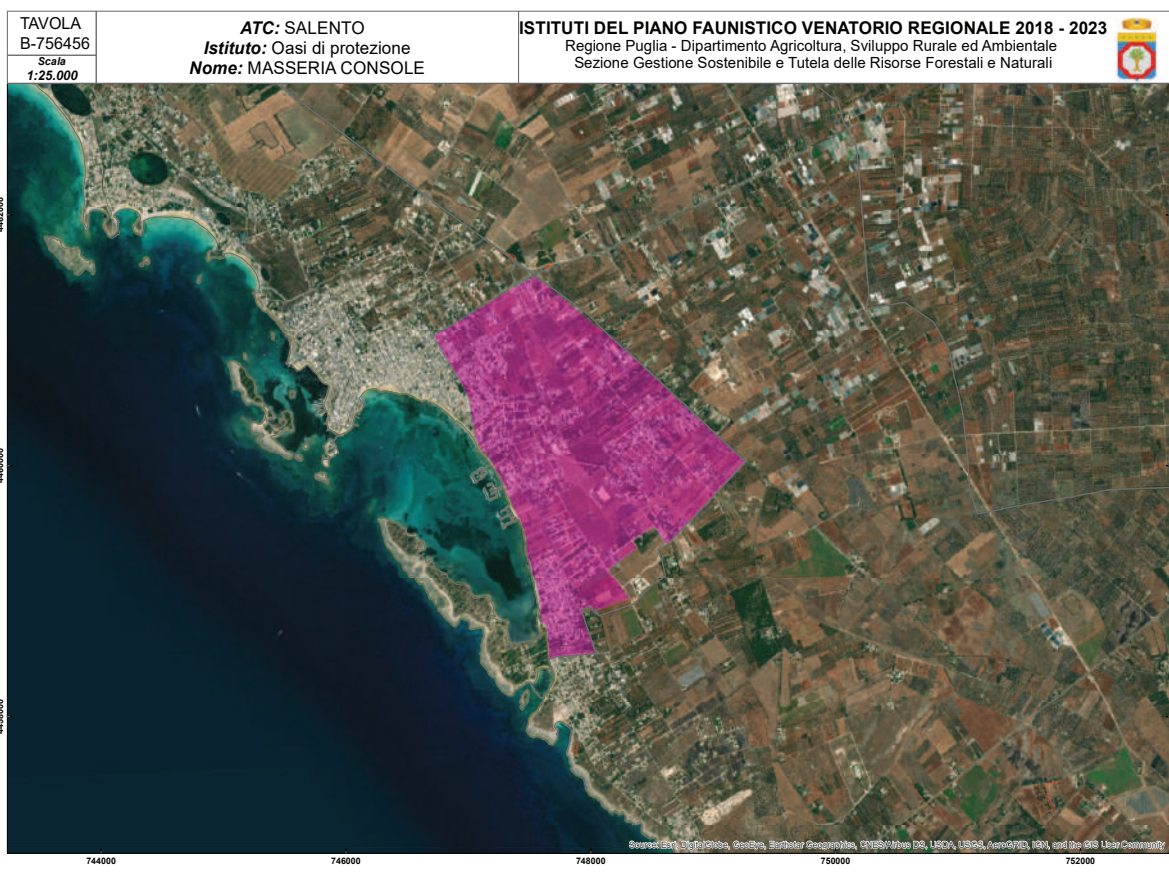 TAVOLA
B-756456
Scala
1:25.000
ATC: SALENTO
Istituto: Oasi di protezione
Nome: MASSERIA CONSOLE
ISTITUTI DEL PIANO FAUNISTICO VENATORIO REGIONALE 2018 - 2023
Regione Puglia - Dipartimento Agricoltura, Sviluppo Rurale ed Ambientale
Sezione Gestione Sostenibile e Tutela delle Risorse Forestali e Naturali
Source: Esri, DigitalGlobe, GeoEye, Earthstar Geographics, CNES/Airbus DS, USDA, USGS, AeroGRID, IGN, and the GIS User Community
744000
746000
748000
750000
752000